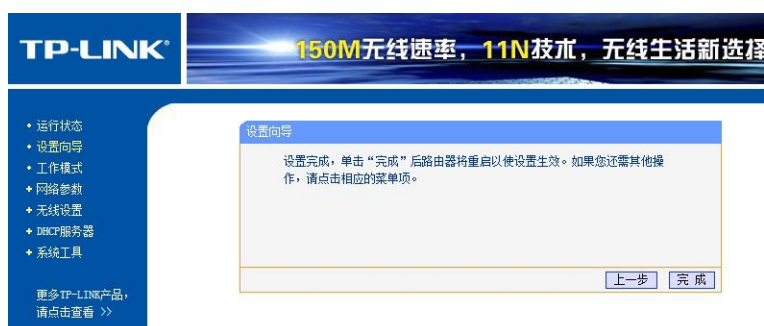 TP-LINK®
150M无线速率，11N技术，无线生活新选择
• 运行状态
• 设置向导
• 工作模式
+ 网络参数
+ 无线设置
+ DHCP服务器
+ 系统工具
更多TP-LINK产品，
请点击查看 >>
设置向导
设置完成，单击“完成”后路由器将重启以使设置生效。如果您还需其他操
作，请点击相应的菜单项。
上一步 完 成